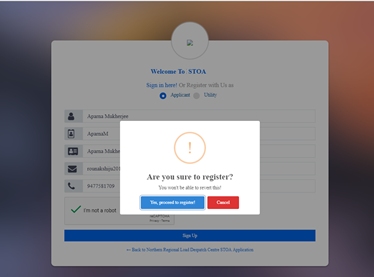 Welcome To STOA
Sign in here! Or Register with Us as
Applicant Utility
Aparna Mukherjee
AparnaM
Aparna Mukhe
9477181709
I'm not a robot
reCAPTCHA
Privacy - Terms
!
Are you sure to register?
You won't be able to revert this!
Yes, proceed to register! Cancel
Sign Up
Back to Northern Regional Load Despatch Centre STOA Application